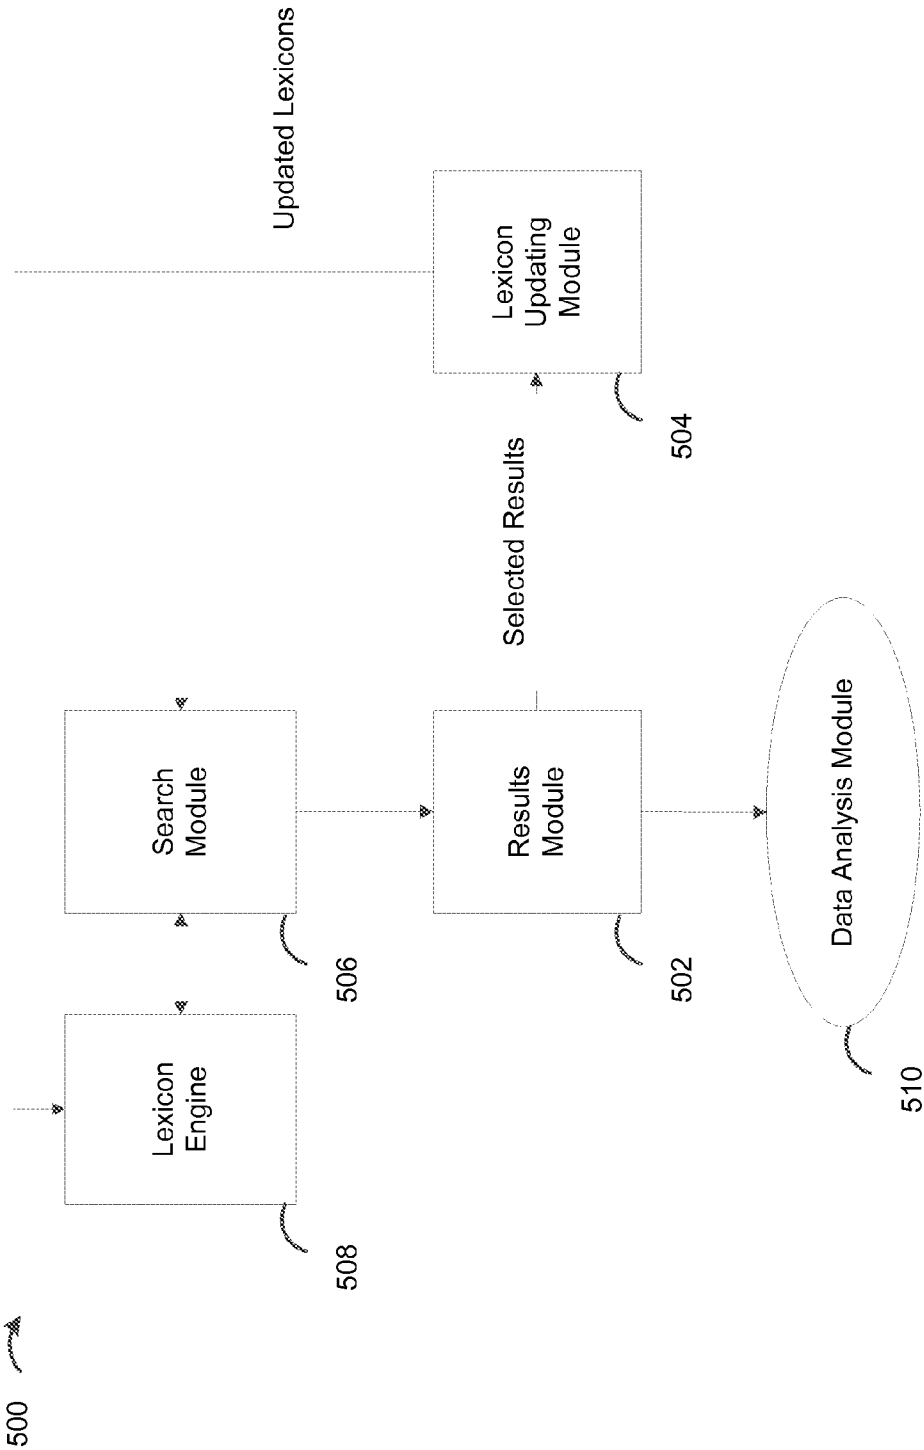 500
Lexicon
Engine
508
Search
Module
506
Updated Lexicons
Results
Module
502
Selected Results
Lexicon
Updating
Module
504
Data Analysis Module
510